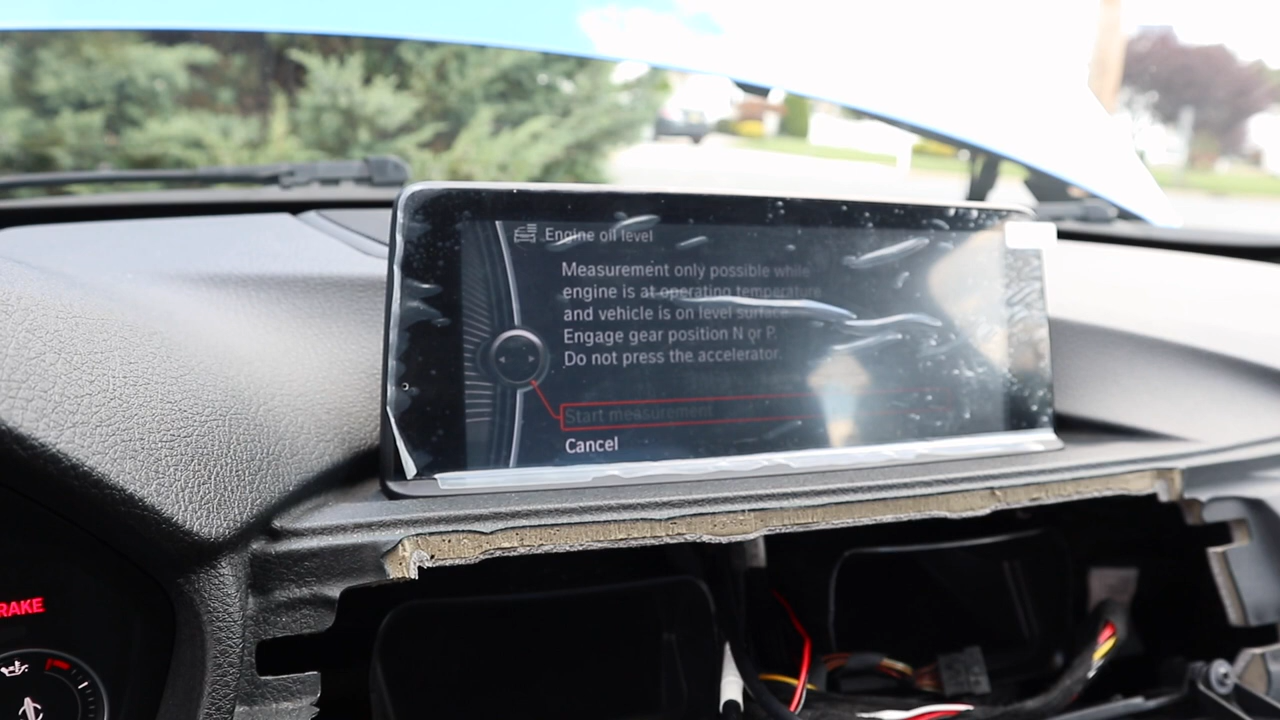 Engine oil level
Measurement only possible while
engine is at operating temperature
and vehicle is on level surface.
Engage gear position N or P.
Do not press the accelerator.
Start measurement
Cancel
RAKE